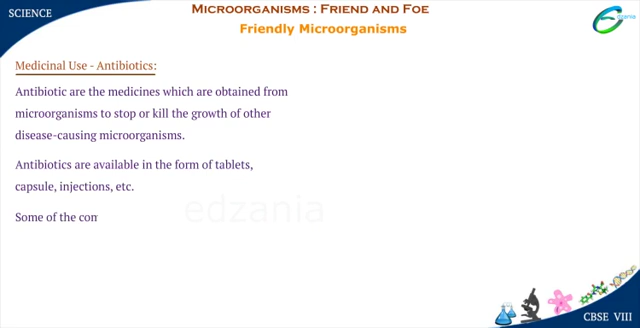 SCIENCE
MICROORGANISMS : FRIEND AND FOE
Friendly Microorganisms
Edzania
Medicinal Use - Antibiotics:
Antibiotic are the medicines which are obtained from
microorganisms to stop or kill the growth of other
disease-causing microorganisms.
Antibiotics are available in the form of tablets,
capsule, injections, etc.
Some of the con
edzania
CBSE VIII